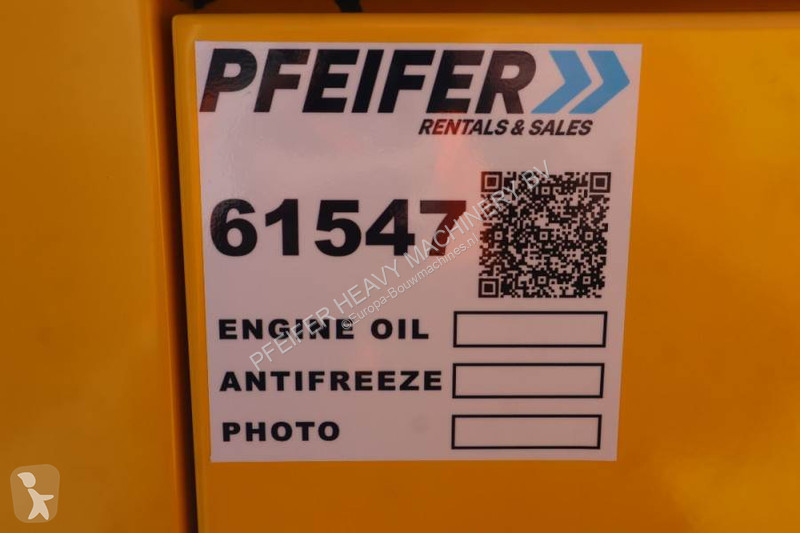 PFEIFER
RENTALS & SALES
61547
ENGINE OIL
ANTIFREEZE
PHOTO
PFEIFER HEAVY MACHINERY BV
©Europa-Bouwmachines.nl